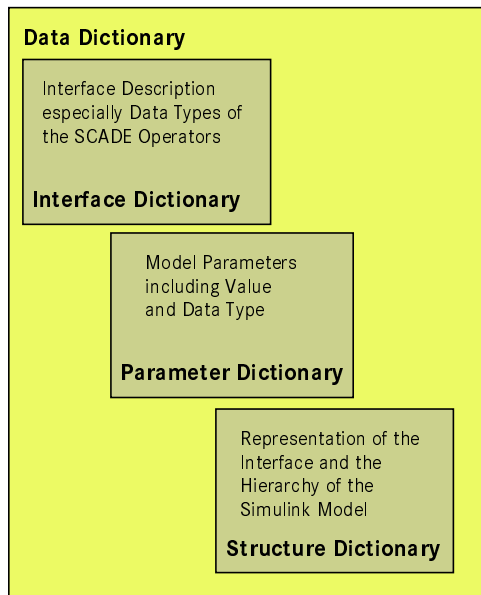 Data Dictionary
Interface Description
especially Data Types of
the SCADE Operators
Interface Dictionary
Model Parameters
including Value
and Data Type
Parameter Dictionary
Representation of the
Interface and the
Hierarchy of the
Simulink Model
Structure Dictionary